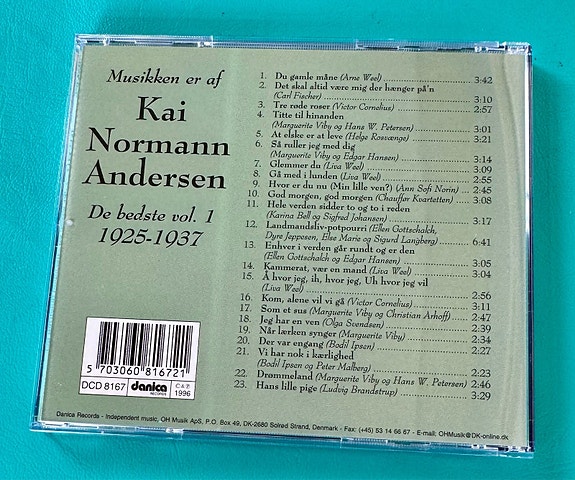 Musikken er af
Kai
Normann
Andersen
De bedste vol. 1
1925-1937
1. Du gamle måne (Arne Weel) 3:42
2. Det skal altid være mig der hænger på'n
(Carl Fischer) 3:10
3. Tre røde roser (Victor Cornelius) 2:57
4. Titte til hinanden
(Marguerite Viby og Hans W. Petersen) 3:01
5. At elske er at leve (Helge Rosvænge) 3:21
6. Så ruller jeg med dig
(Marguerite Viby og Edgar Hansen) 3:14
7. Glemmer du (Liva Weel) 3:09
8. Gå med i lunden (Liva Weel) 2:55
9. Hvor er du nu (Min lille ven?) (Ann Sofi Norin) 2:45
10. God morgen, god morgen (Chauffør Kvartetten) 3:08
11. Hele verden sidder to og to i reden
(Karina Bell og Sigfred Johansen) 3:17
12. Landmandsliv-potpourri (Ellen Gottschalch,
Dyre Jeppesen, Else Marie og Sigurd Langberg) 6:41
13. Enhver i verden går rundt og er den
(Ellen Gottschalch og Edgar Hansen) 3:05
14. Kammerat, vær en mand (Liva Weel) 3:04
15. Å hvor jeg, ih, hvor jeg, Uh hvor jeg vil
(Liva Weel) 2:56
16. Kom, alene vil vi gå (Victor Cornelius) 3:11
17. Som et sus (Marguerite Viby og Christian Arhoff) 2:47
18. Jeg har en ven (Olga Svendsen) 2:39
19. Når lærken synger (Marguerite Viby) 2:34
20. Der var engang (Bodil Ipsen) 2:27
21. Vi har nok i kærlighed
(Bodil Ipsen og Peter Malberg) 2:23
22. Drømmeland (Marguerite Viby og Hans W. Petersen) 2:46
23. Hans lille pige (Ludvig Brandstrup) 3:29
5 703060 816721
DCD 8167 danica RECORDS C & P 1996
Danica Records - Independent music, OH Musik ApS, P.O. Box 49, DK-2680 Solrød Strand, Denmark - Fax: (+45) 53 14 66 67 - E-mail: OHMusik@DK-online.dk